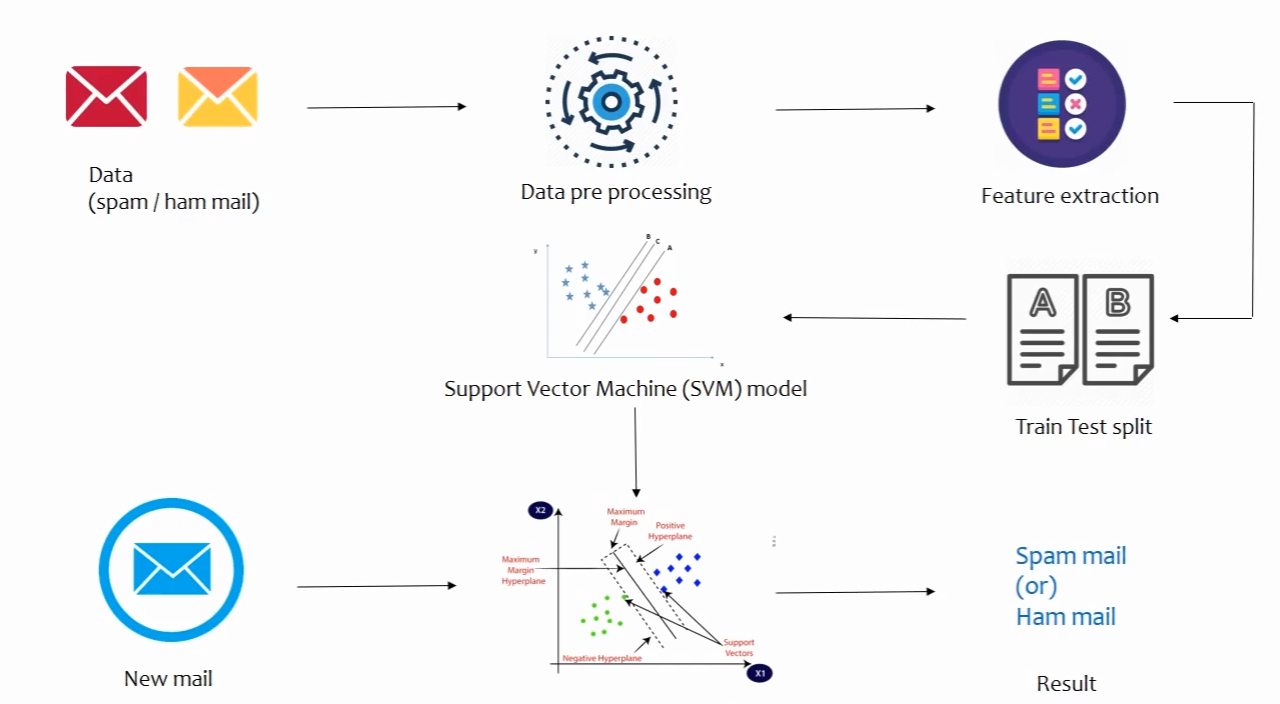 Data
(spam / ham mail)
Data pre processing
Feature extraction
y
B
C
A
x
Support Vector Machine (SVM) model
A
B
Train Test split
New mail
X2
Maximum
Margin
Positive
Hyperplane
Maximum
Margin
Hyperplane
Support
Vectors
Negative Hyperplane
X1
Spam mail
(or)
Ham mail
Result